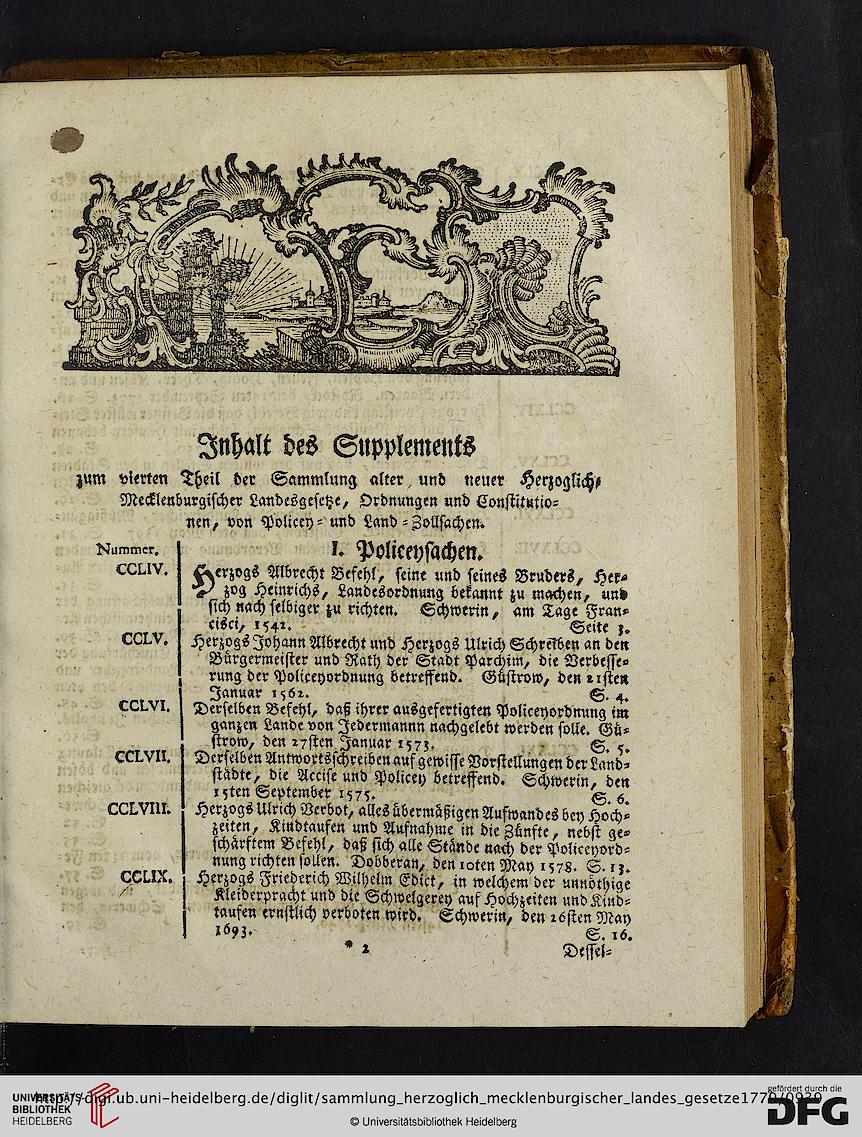 Inhalt des Supplements
zum vierten Theil der Sammlung alter und neuer Herzoglich-
Mecklenburgischer Landesgesetze, Ordnungen und Constitutio-
nen, von Policey- und Land-Zollsachen.
Nummer. I. Policeysachen.
CCLIV. Herzogs Albrecht Befehl, seine und seines Bruders, Her-
zog Heinrichs, Landesordnung bekannt zu machen, und
sich nach selbiger zu richten. Schwerin, am Tage Fran-
cisci, 1542. Seite 3.
CCLV. Herzogs Johann Albrecht und Herzogs Ulrich Schreiben an den
Bürgermeister und Rath der Stadt Parchim, die Verbesse-
rung der Policeyordnung betreffend. Güstrow, den 21sten
Januar 1562. S. 4.
CCLVI. Derselben Befehl, daß ihrer ausgefertigten Policeyordnung im
ganzen Lande von Jedermannn nachgelebt werden solle. Gü-
strow, den 27sten Januar 1573. S. 5.
CCLVII. Derselben Antwortsschreiben auf gewisse Vorstellungen der Land-
städte, die Accise und Policey betreffend. Schwerin, den
15ten September 1575. S. 6.
CCLVIII. Herzogs Ulrich Verbot, alles übermäßigen Aufwandes bey Hoch-
zeiten, Kindtaufen und Aufnahme in die Zünfte, nebst ge-
schärftem Befehl, daß sich alle Stände nach der Policeyord-
nung richten sollen. Dobberan, den 10ten May 1578. S. 13.
CCLIX. Herzogs Friederich Wilhelm Edict, in welchem der unnöthige
Kleiderpracht und die Schwelgerey auf Hochzeiten und Kind-
taufen ernstlich verboten wird. Schwerin, den 26sten May
1693. S. 16.
* 2 Dessel-
http://digi.ub.uni-heidelberg.de/diglit/sammlung_herzoglich_mecklenburgischer_landes_gesetze1779/0939
UNIVERSITÄTS-
BIBLIOTHEK
HEIDELBERG
© Universitätsbibliothek Heidelberg
gefördert durch die
DFG